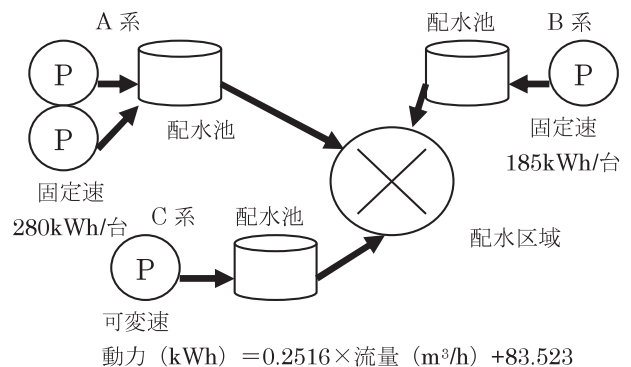 A 系
配水池
B 系
P
P
P
配水池
固定速
185kWh/台
固定速
280kWh/台
C 系
配水池
配水区域
P
可変速
動力（kWh）＝0.2516×流量（m³/h）+83.523